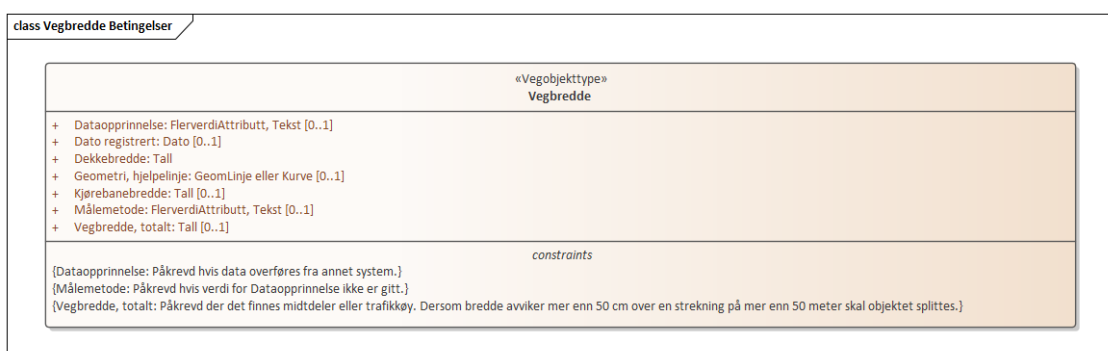 class Vegbredde Betingelser
«Vegobjekttype»
Vegbredde
+ Dataopprinnelse: FlerverdiAttributt, Tekst [0..1]
+ Dato registrert: Dato [0..1]
+ Dekkebredde: Tall
+ Geometri, hjelpelinje: GeomLinje eller Kurve [0..1]
+ Kjørebanebredde: Tall [0..1]
+ Målemetode: FlerverdiAttributt, Tekst [0..1]
+ Vegbredde, totalt: Tall [0..1]
constraints
{Dataopprinnelse: Påkrevd hvis data overføres fra annet system.}
{Målemetode: Påkrevd hvis verdi for Dataopprinnelse ikke er gitt.}
{Vegbredde, totalt: Påkrevd der det finnes midtdeler eller trafikkøy. Dersom bredde avviker mer enn 50 cm over en strekning på mer enn 50 meter skal objektet splittes.}